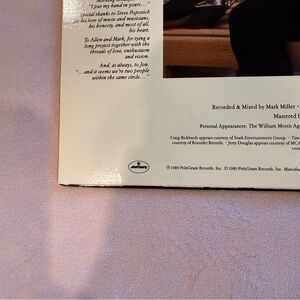 "I put my hand in yours..."
Special thanks to Steve Popovich
his love of music and musicians,
his honesty, and most of all,
his heart.
To Allen and Mark, for tying a
long project together with the
threads of love, enthusiasm
and vision.
And, as always, to Jon.
"...and it seems we're two people
within the same circle..."
Recorded & Mixed by Mark Miller ·
Mastered b
Personal Appearances: The William Morris Ag
Craig Bickhardt appears courtesy of Stark Entertainment Group. · Tim
courtesy of Rounder Records. · Jerry Douglas appears courtesy of MCA
mercury
℗ 1989 PolyGram Records, Inc. © 1989 PolyGram Records, Inc. Manufac